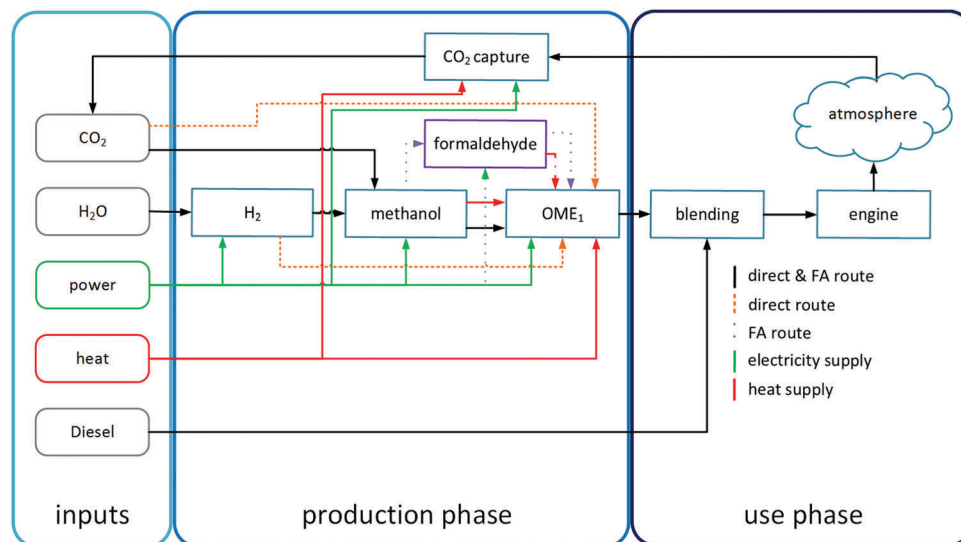 CO₂ capture
atmosphere
CO₂
formaldehyde
H₂O
H₂
methanol
OME₁
blending
engine
power
direct & FA route
direct route
FA route
electricity supply
heat supply
heat
Diesel
inputs
production phase
use phase